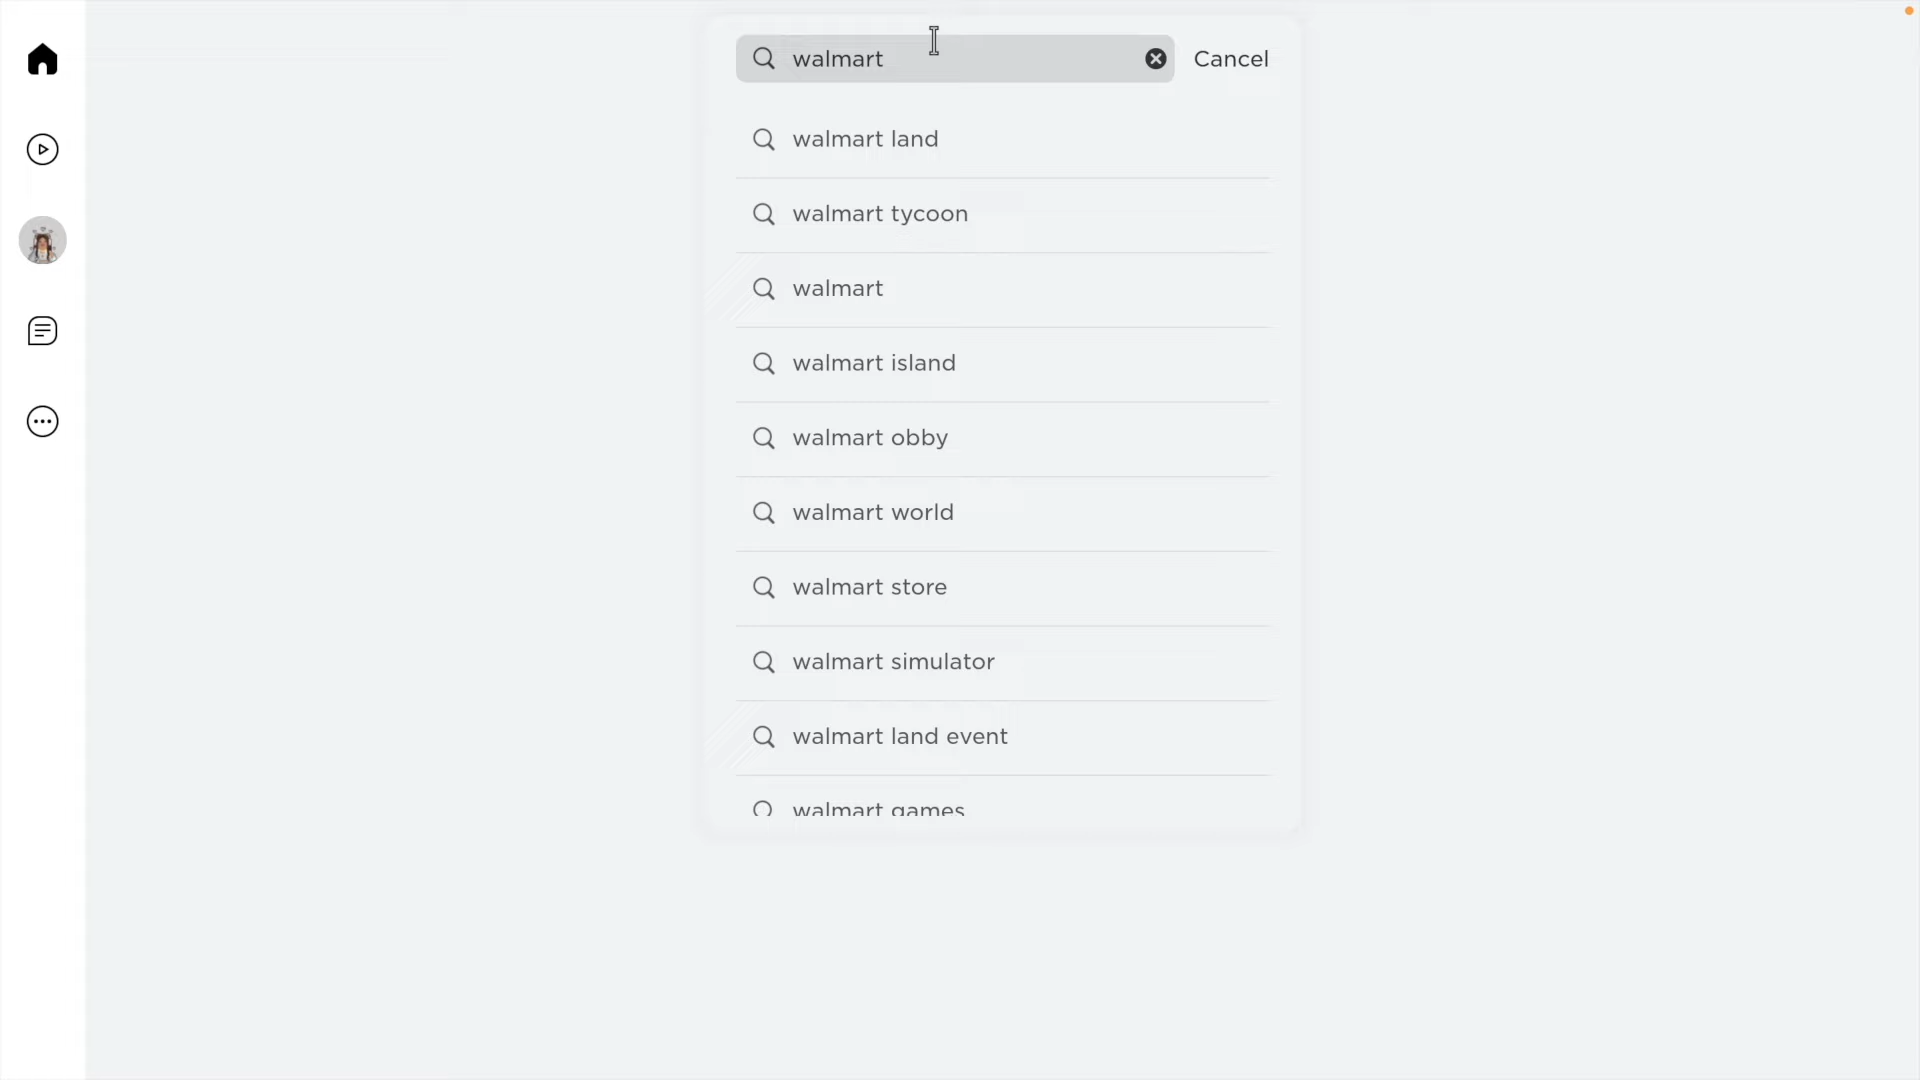 walmart
Cancel
walmart land
walmart tycoon
walmart
walmart island
walmart obby
walmart world
walmart store
walmart simulator
walmart land event
walmart games